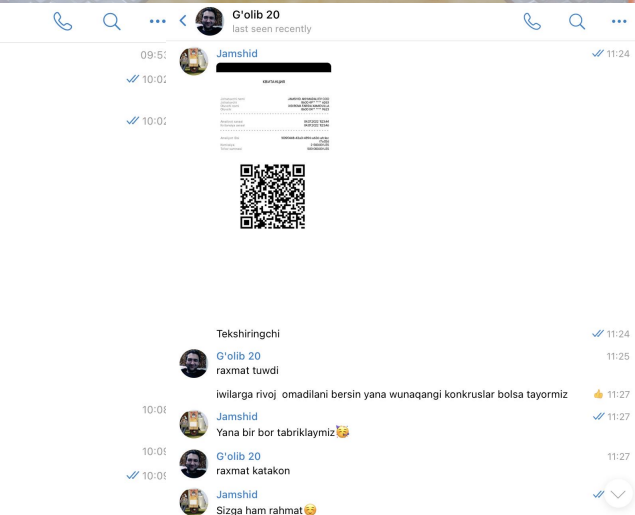 G'olib 20
last seen recently
09:53
10:02
10:02
Jamshid
11:24
КВИТАНЦИЯ
Tekshiringchi
11:24
G'olib 20
11:25
raxmat tuwdi
iwilarga rivoj omadilani bersin yana wunaqangi konkruslar bolsa tayormiz
👍 11:27
10:08
Jamshid
11:27
Yana bir bor tabriklaymiz🥳
10:09
G'olib 20
11:27
raxmat katakon
10:09
Jamshid
Sizga ham rahmat☺️